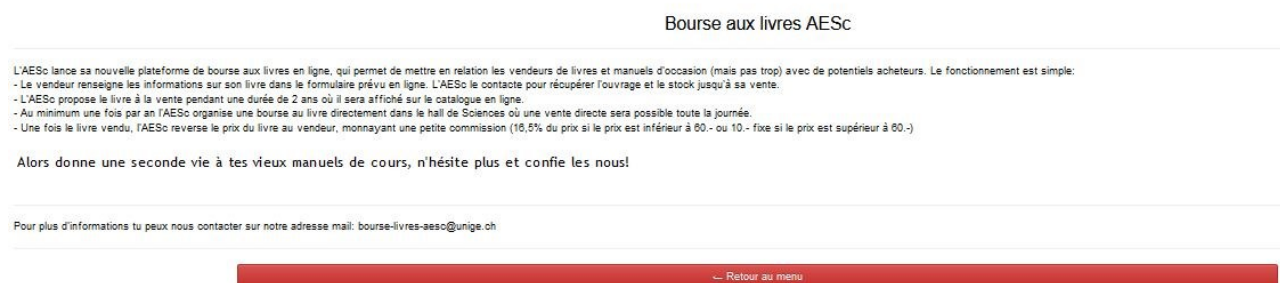 Bourse aux livres AESc
L'AESc lance sa nouvelle plateforme de bourse aux livres en ligne, qui permet de mettre en relation les vendeurs de livres et manuels d'occasion (mais pas trop) avec de potentiels acheteurs. Le fonctionnement est simple:
- Le vendeur renseigne les informations sur son livre dans le formulaire prévu en ligne. L'AESc le contacte pour récupérer l'ouvrage et le stock jusqu'à sa vente.
- L'AESc propose le livre à la vente pendant une durée de 2 ans où il sera affiché sur le catalogue en ligne.
- Au minimum une fois par an l'AESc organise une bourse au livre directement dans le hall de Sciences où une vente directe sera possible toute la journée.
- Une fois le livre vendu, l'AESc reverse le prix du livre au vendeur, monnayant une petite commission (16,5% du prix si le prix est inférieur à 60.- ou 10.- fixe si le prix est supérieur à 60.-)
Alors donne une seconde vie à tes vieux manuels de cours, n'hésite plus et confie les nous!
Pour plus d'informations tu peux nous contacter sur notre adresse mail: bourse-livres-aesc@unige.ch
← Retour au menu